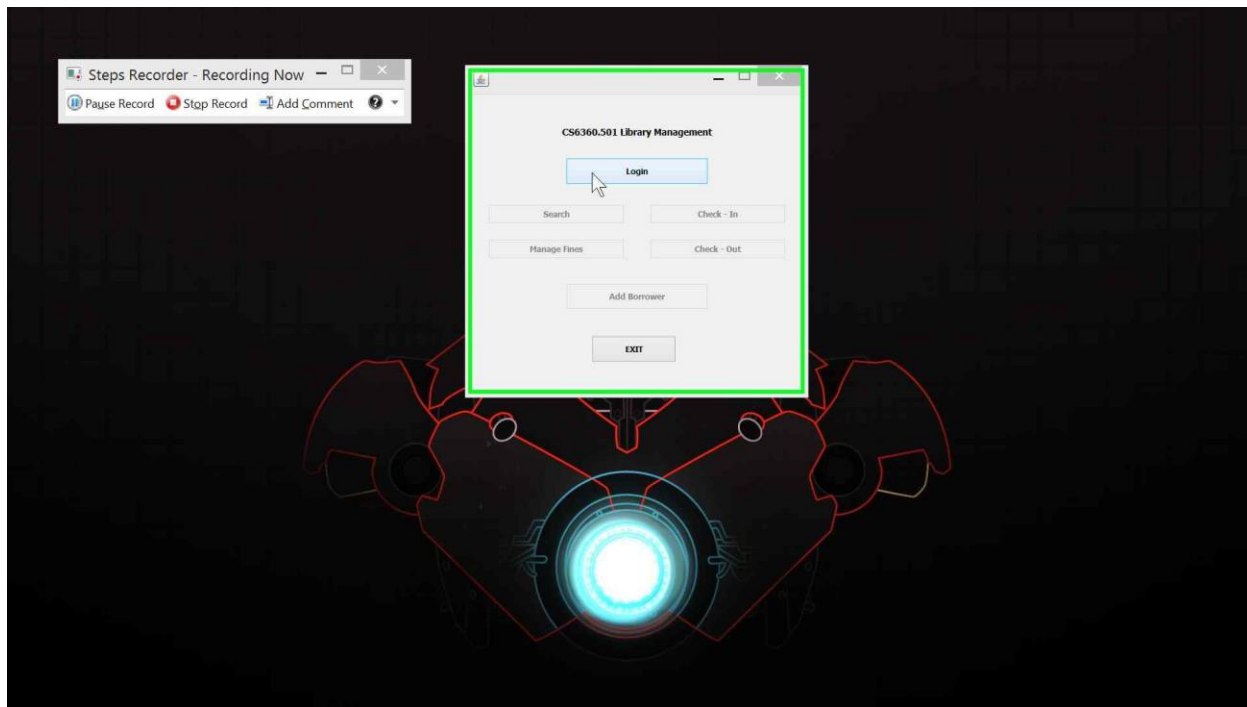 Steps Recorder - Recording Now
Pause Record Stop Record Add Comment
CS6360.501 Library Management
Login
Search Check - In
Manage Fines Check - Out
Add Borrower
EXIT